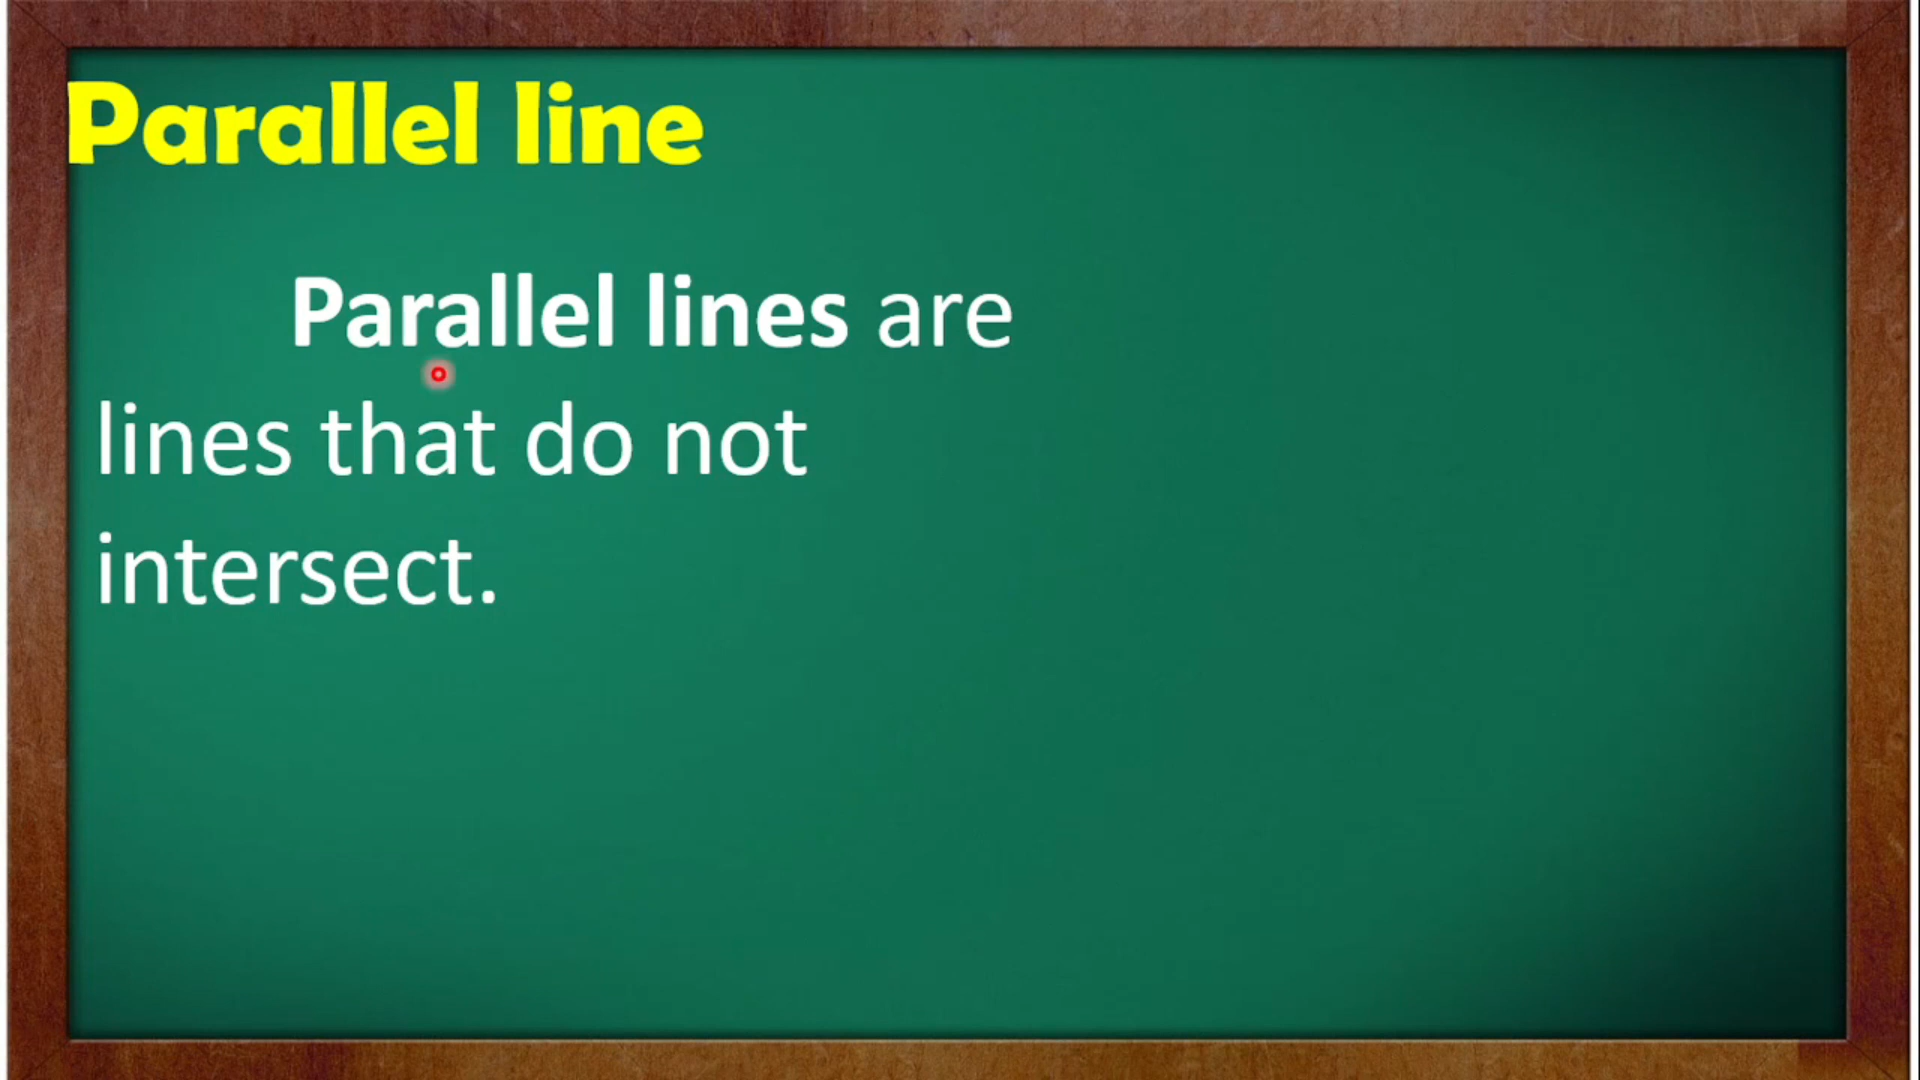 Parallel line
Parallel lines are
lines that do not
intersect.